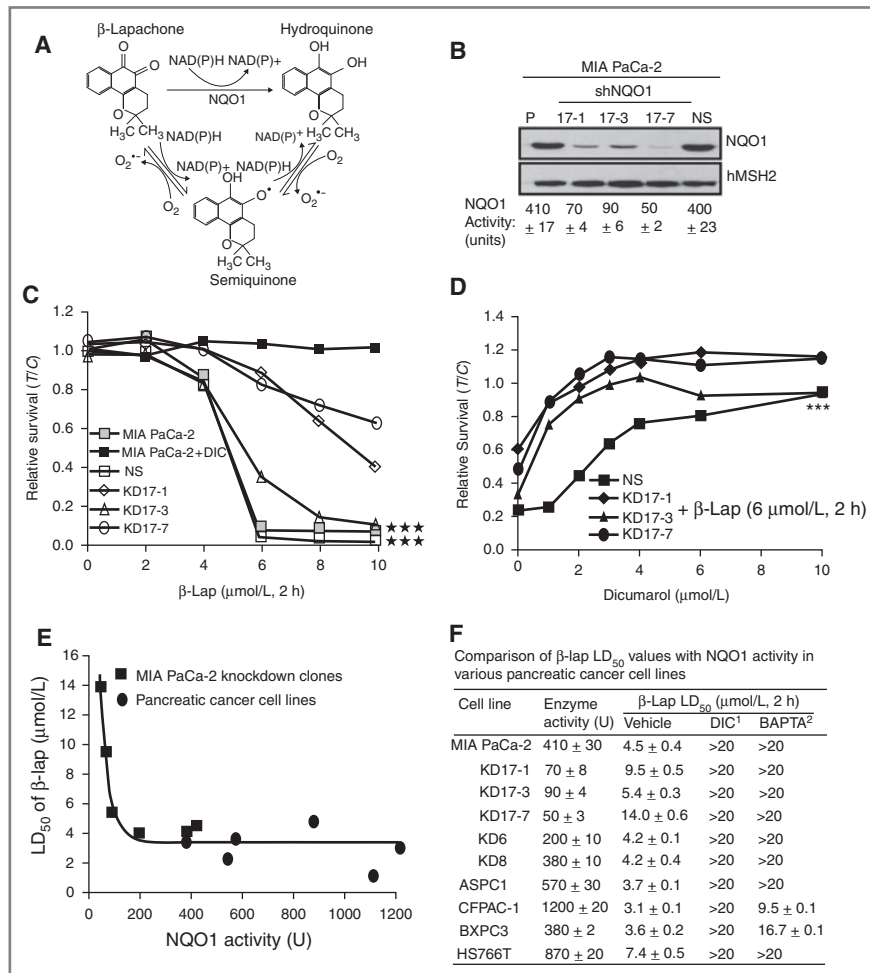 A
β-Lapachone
Hydroquinone
O
O
NAD(P)H NAD(P)+
NQO1
OH
OH
O
H₃C CH₃
NAD(P)H
O
H₃C CH₃
NAD(P)+
O₂•-
O₂
NAD(P)+ NAD(P)H
OH
O•
O₂
O₂•-
O
H₃C CH₃
Semiquinone
B
MIA PaCa-2
shNQO1
P 17-1 17-3 17-7 NS
NQO1
hMSH2
NQO1 410 70 90 50 400
Activity: ± 17 ± 4 ± 6 ± 2 ± 23
(units)
C
Relative survival (T/C)
1.2
1.0
0.8
0.6
0.4
0.2
0.0
MIA PaCa-2
MIA PaCa-2+DIC
NS
KD17-1
KD17-3
KD17-7
★★★
★★★
0 2 4 6 8 10
β-Lap (μmol/L, 2 h)
D
Relative survival (T/C)
1.4
1.2
1.0
0.8
0.6
0.4
0.2
0.0
***
NS
KD17-1
KD17-3
KD17-7
+ β-Lap (6 μmol/L, 2 h)
0 2 4 6 8 10
Dicumarol (μmol/L)
E
LD₅₀ of β-lap (μmol/L)
16
14
12
10
8
6
4
2
0
MIA PaCa-2 knockdown clones
Pancreatic cancer cell lines
0 200 400 600 800 1000 1200
NQO1 activity (U)
F
Comparison of β-lap LD₅₀ values with NQO1 activity in
various pancreatic cancer cell lines
Cell line Enzyme β-Lap LD₅₀ (μmol/L, 2 h)
activity (U) Vehicle DIC¹ BAPTA²
MIA PaCa-2 410 ± 30 4.5 ± 0.4 >20 >20
KD17-1 70 ± 8 9.5 ± 0.5 >20 >20
KD17-3 90 ± 4 5.4 ± 0.3 >20 >20
KD17-7 50 ± 3 14.0 ± 0.6 >20 >20
KD6 200 ± 10 4.2 ± 0.1 >20 >20
KD8 380 ± 10 4.2 ± 0.4 >20 >20
ASPC1 570 ± 30 3.7 ± 0.1 >20 >20
CFPAC-1 1200 ± 20 3.1 ± 0.1 >20 9.5 ± 0.1
BXPC3 380 ± 2 3.6 ± 0.2 >20 16.7 ± 0.1
HS766T 870 ± 20 7.4 ± 0.5 >20 >20